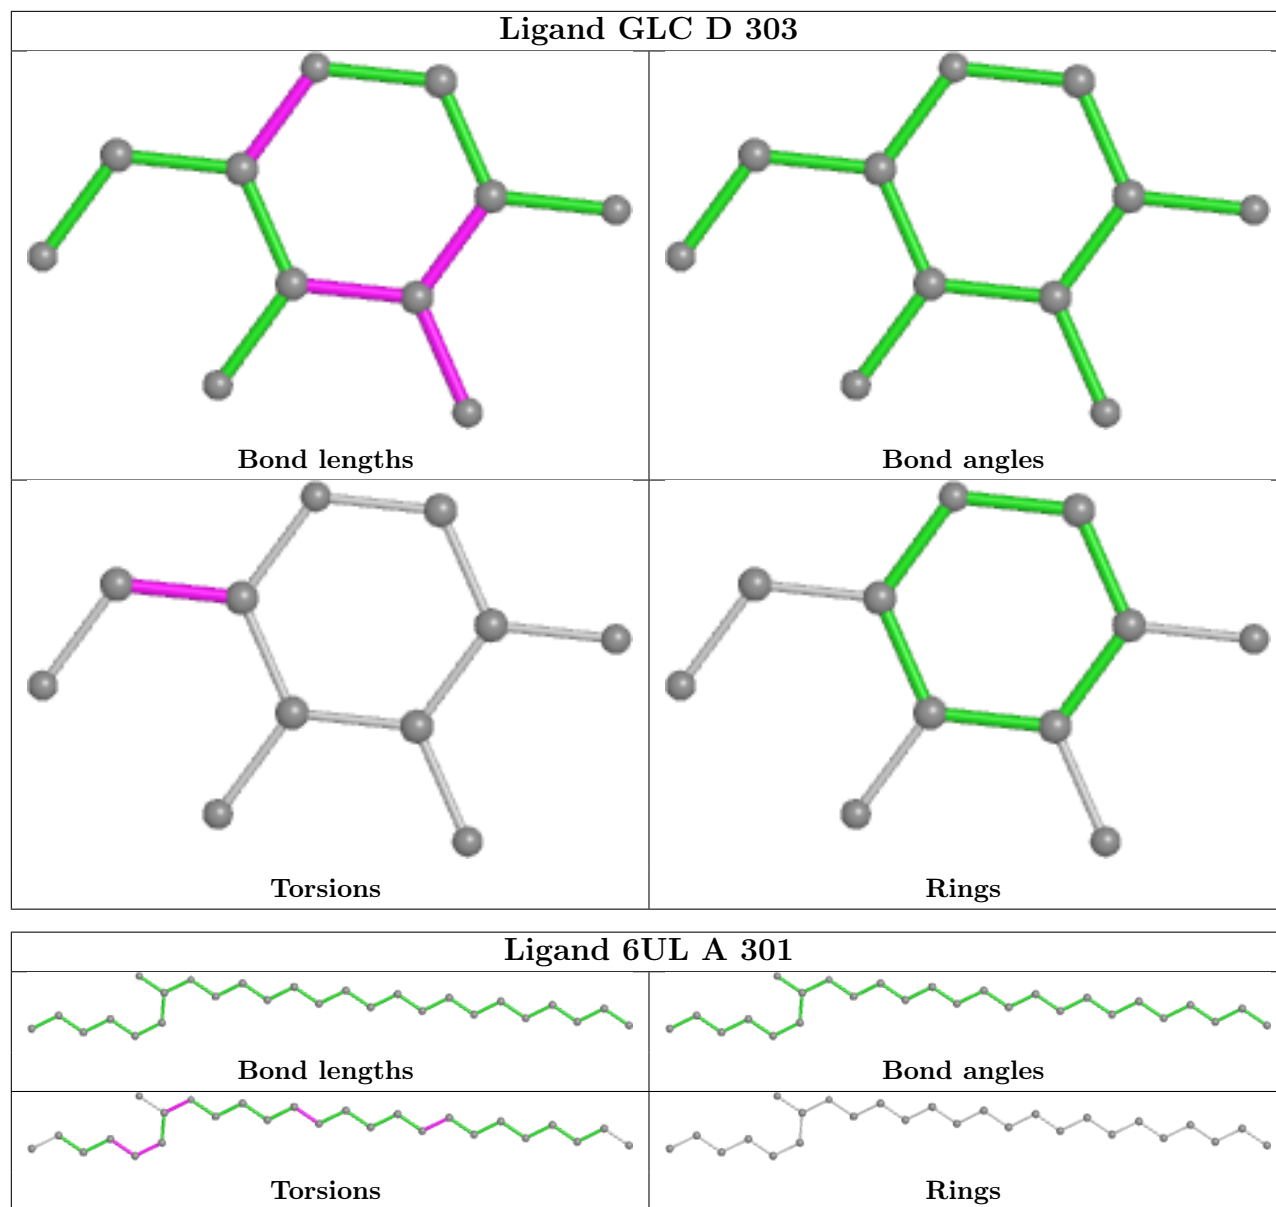 Ligand GLC D 303
Bond lengths
Bond angles
Torsions
Rings
Ligand 6UL A 301
Bond lengths
Bond angles
Torsions
Rings